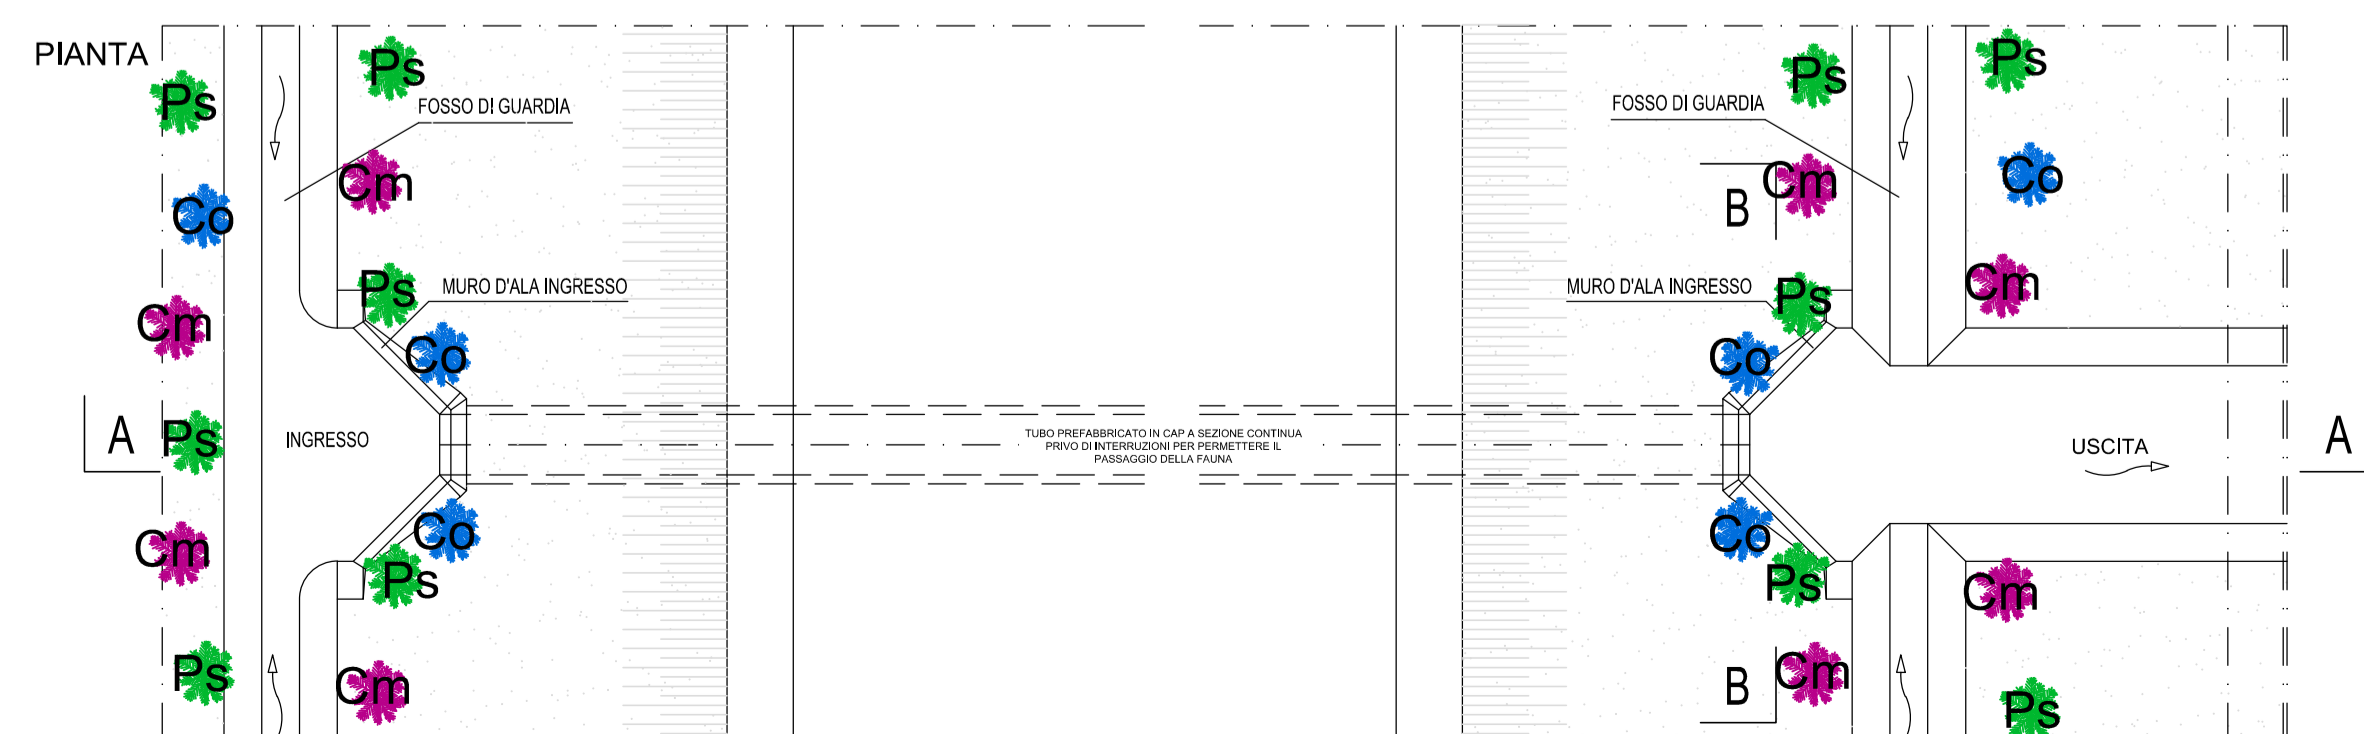 PIANTA
Ps
Ps
Ps
Ps
FOSSO DI GUARDIA
FOSSO DI GUARDIA
Cm
Cm
Co
Co
B
Ps
MURO D'ALA INGRESSO
MURO D'ALA INGRESSO
Ps
Cm
Cm
Co
Co
A
Ps
INGRESSO
TUBO PREFABBRICATO IN CAP A SEZIONE CONTINUA
PRIVO DI INTERRUZIONI PER PERMETTERE IL
PASSAGGIO DELLA FAUNA
USCITA
A
Cm
Co
Co
Ps
Ps
Cm
Ps
Cm
B
Cm
Ps